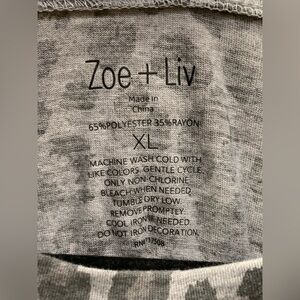 Zoe + Liv
Made in
China
65%POLYESTER 35%RAYON
XL
MACHINE WASH COLD WITH
LIKE COLORS. GENTLE CYCLE.
ONLY NON-CHLORINE
BLEACH WHEN NEEDED.
TUMBLE DRY LOW.
REMOVE PROMPTLY.
COOL IRON IF NEEDED.
DO NOT IRON DECORATION.